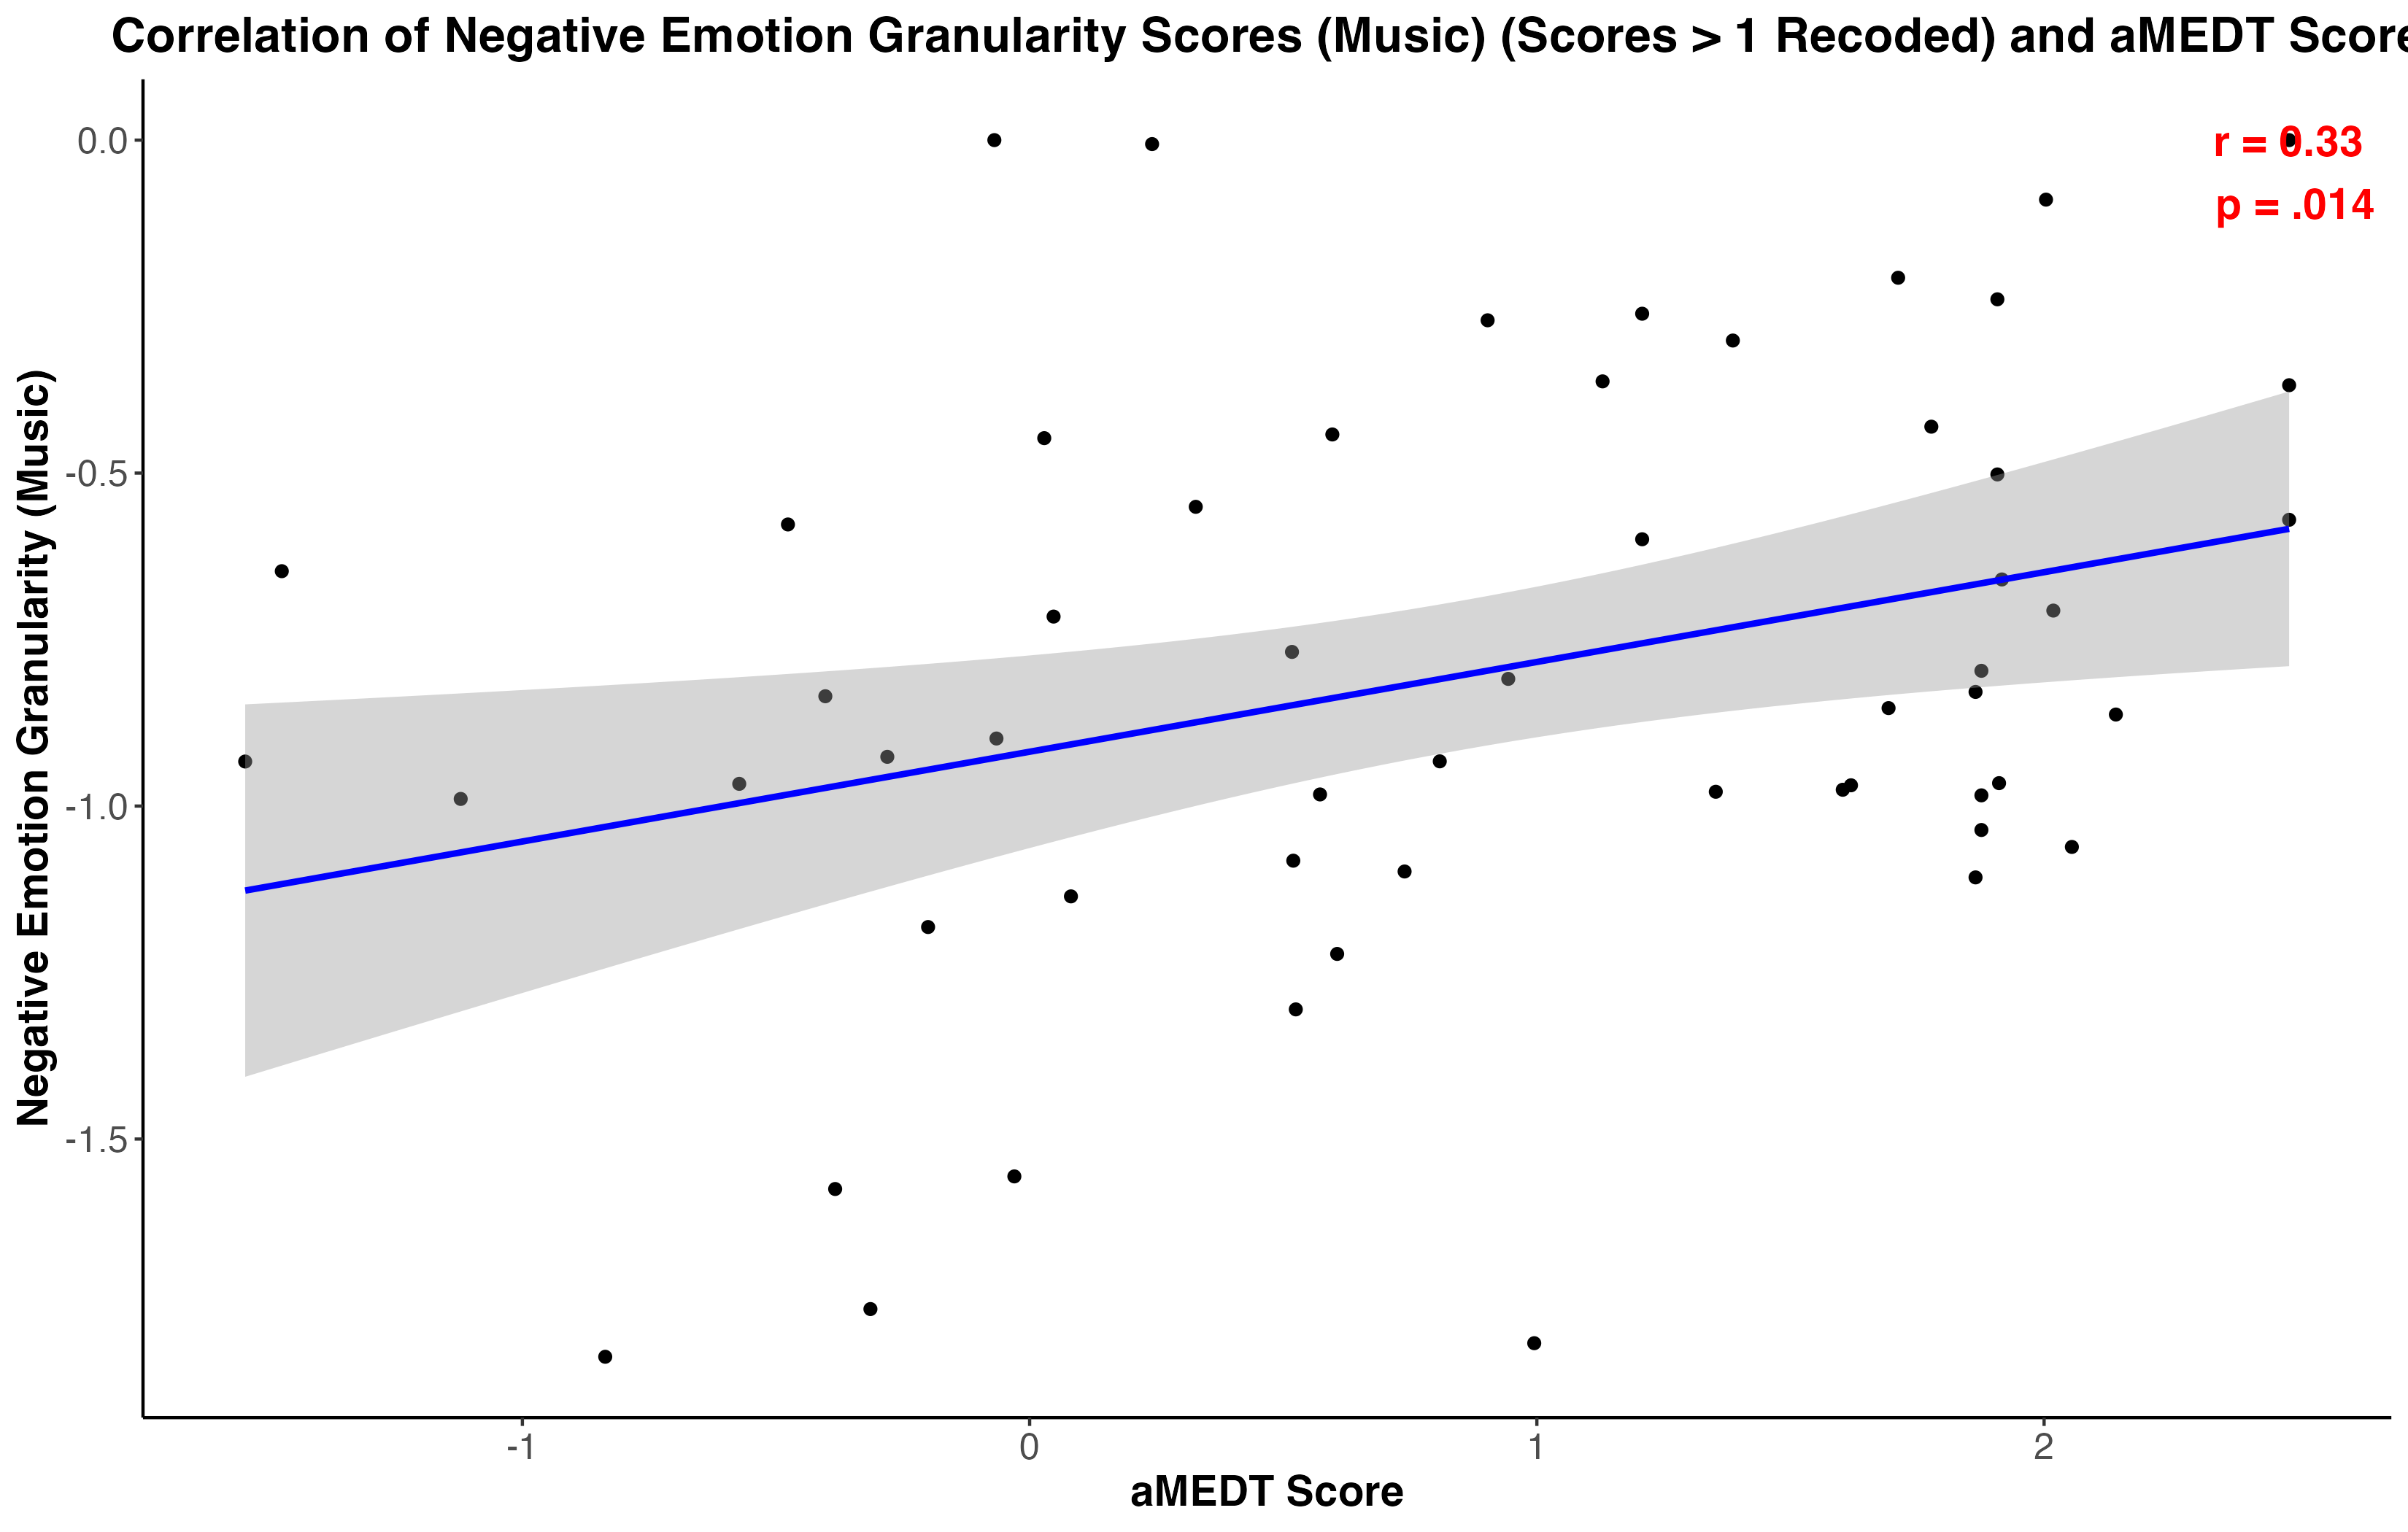 Correlation of Negative Emotion Granularity Scores (Music) (Scores > 1 Recoded) and aMEDT Score
r = 0.33
p = .014
Negative Emotion Granularity (Music)
0.0
-0.5
-1.0
-1.5
-1
0
1
2
aMEDT Score